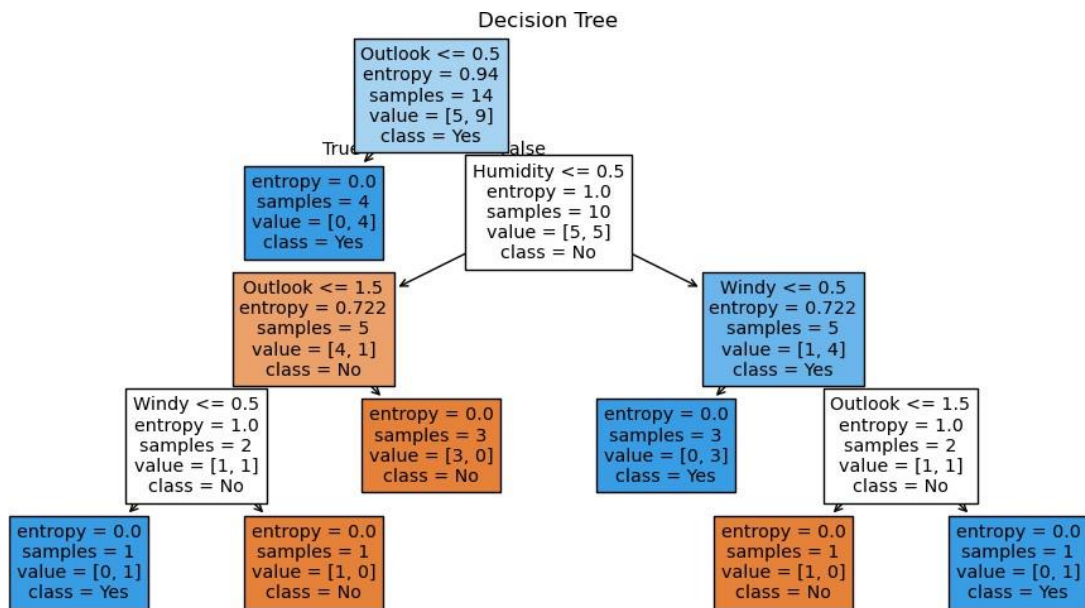 Decision Tree
Outlook <= 0.5
entropy = 0.94
samples = 14
value = [5, 9]
class = Yes
True
alse
entropy = 0.0
samples = 4
value = [0, 4]
class = Yes
Humidity <= 0.5
entropy = 1.0
samples = 10
value = [5, 5]
class = No
Outlook <= 1.5
entropy = 0.722
samples = 5
value = [4, 1]
class = No
Windy <= 0.5
entropy = 0.722
samples = 5
value = [1, 4]
class = Yes
Windy <= 0.5
entropy = 1.0
samples = 2
value = [1, 1]
class = No
entropy = 0.0
samples = 3
value = [3, 0]
class = No
entropy = 0.0
samples = 3
value = [0, 3]
class = Yes
Outlook <= 1.5
entropy = 1.0
samples = 2
value = [1, 1]
class = No
entropy = 0.0
samples = 1
value = [0, 1]
class = Yes
entropy = 0.0
samples = 1
value = [1, 0]
class = No
entropy = 0.0
samples = 1
value = [1, 0]
class = No
entropy = 0.0
samples = 1
value = [0, 1]
class = Yes